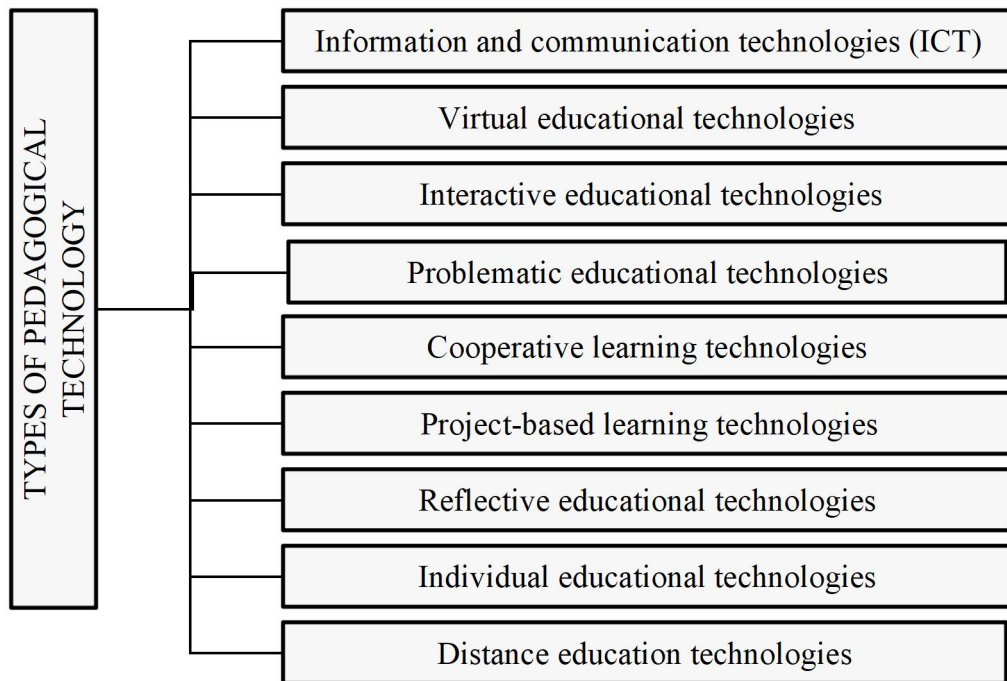 TYPES OF PEDAGOGICAL
TECHNOLOGY
Information and communication technologies (ICT)
Virtual educational technologies
Interactive educational technologies
Problematic educational technologies
Cooperative learning technologies
Project-based learning technologies
Reflective educational technologies
Individual educational technologies
Distance education technologies